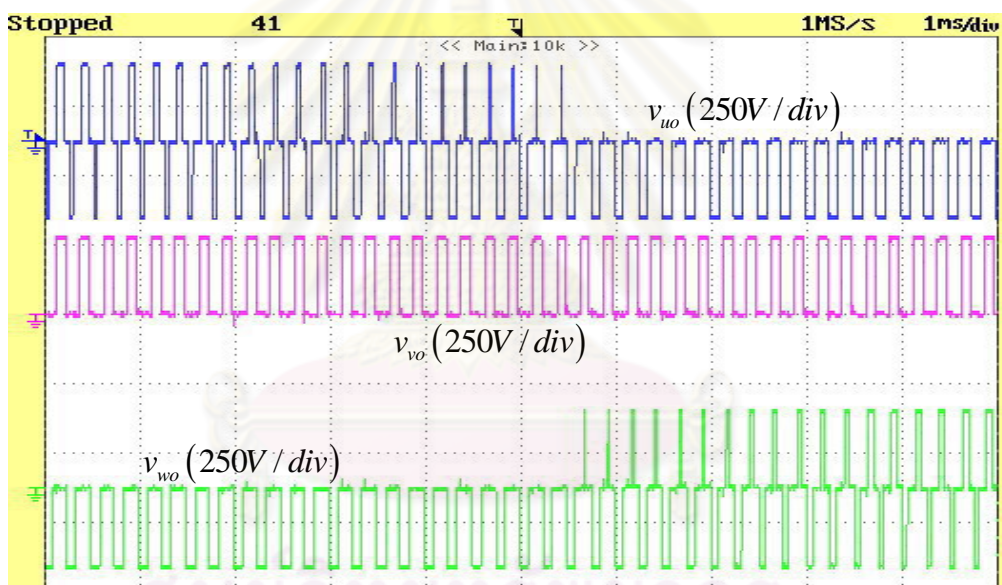 Stopped 41 T 1MS/s 1ms/div
<< Main:10k >>
v_uo (250V / div)
T
v_vo (250V / div)
v_wo (250V / div)